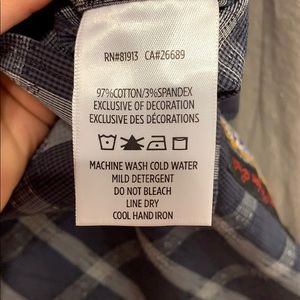 RN#81913 CA#26689
97%COTTON/3%SPANDEX
EXCLUSIVE OF DECORATION
EXCLUSIVE DES DÉCORATIONS
MACHINE WASH COLD WATER
MILD DETERGENT
DO NOT BLEACH
LINE DRY
COOL HAND IRON